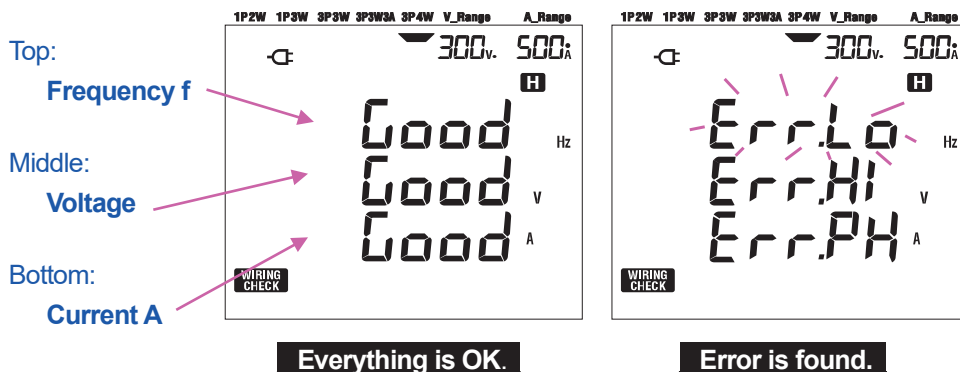 1P2W 1P3W 3P3W 3P3W3A 3P4W V_Range A_Range
300V~ 500A
H
Good Hz
Good V
Good A
WIRING CHECK
Everything is OK.
Top:
Frequency f
Middle:
Voltage
Bottom:
Current A
1P2W 1P3W 3P3W 3P3W3A 3P4W V_Range A_Range
300V~ 500A
H
Err.Lo Hz
Err.HI V
Err.PH A
WIRING CHECK
Error is found.